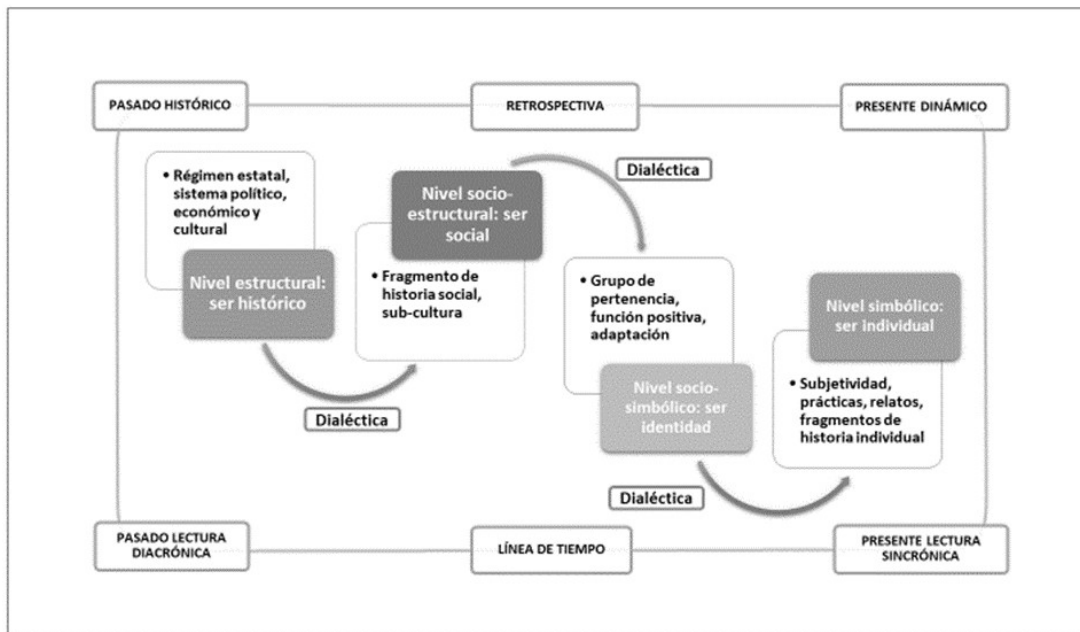 PASADO HISTÓRICO
RETROSPECTIVA
PRESENTE DINÁMICO
• Régimen estatal,
sistema político,
económico y
cultural
Nivel estructural:
ser histórico
Dialéctica
Nivel socio-
estructural: ser
social
• Fragmento de
historia social,
sub-cultura
Dialéctica
• Grupo de
pertenencia,
función positiva,
adaptación
Nivel socio-
simbólico: ser
identidad
Dialéctica
Nivel simbólico:
ser individual
• Subjetividad,
prácticas, relatos,
fragmentos de
historia individual
PASADO LECTURA
DIACRÓNICA
LÍNEA DE TIEMPO
PRESENTE LECTURA
SINCRÓNICA